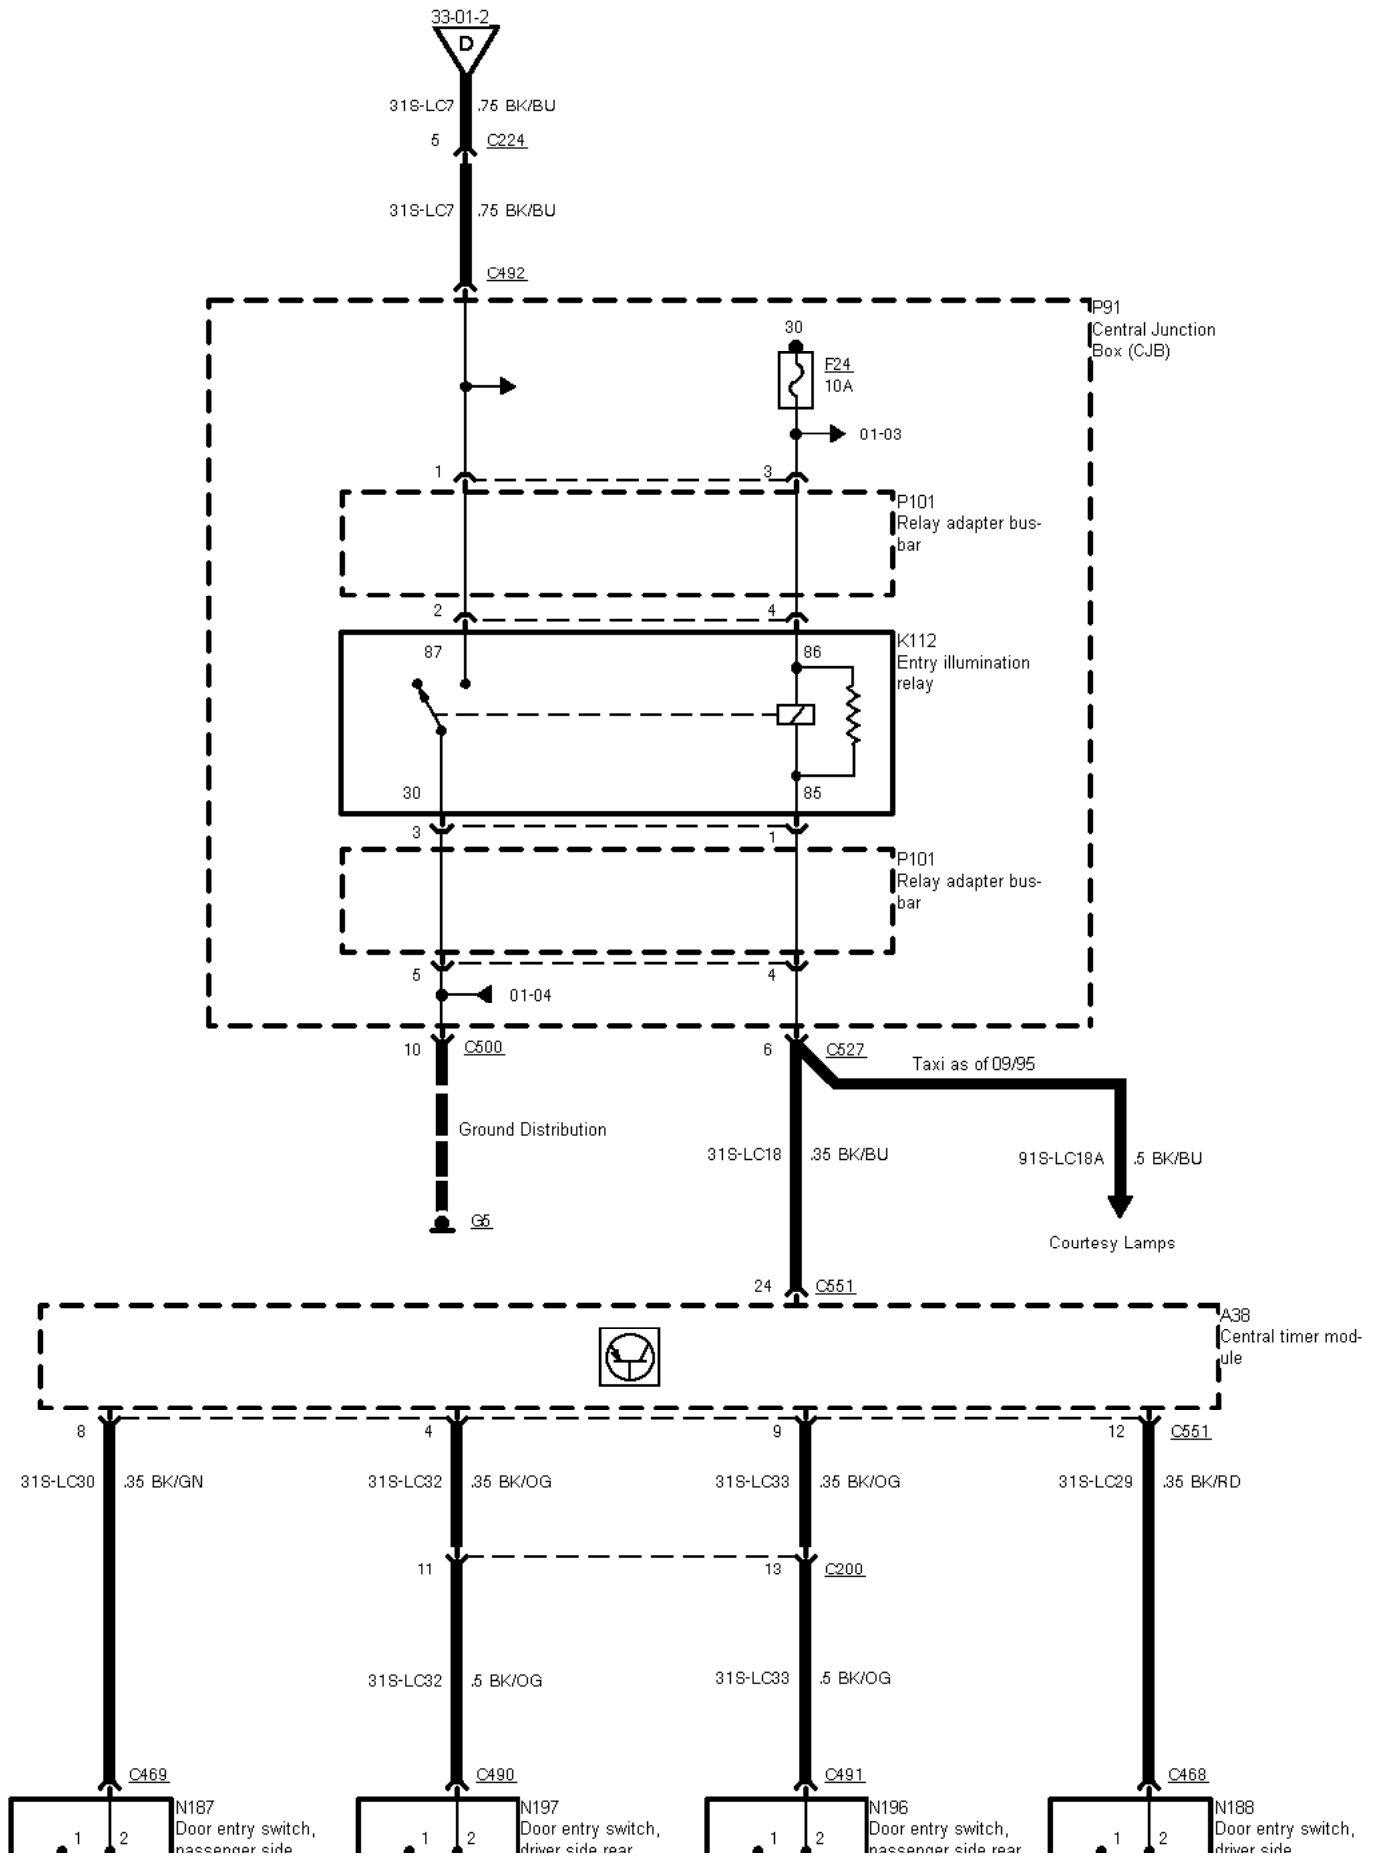 33-01-2
D
31S-LC7 .75 BK/BU
5 C224
31S-LC7 .75 BK/BU
C492
P91
Central Junction
Box (CJB)
30
F24
10A
01-03
1 3
P101
Relay adapter bus-
bar
2 4
K112
Entry illumination
relay
87 86
30 85
3 1
P101
Relay adapter bus-
bar
5 4
01-04
10 C500 6 C527
Taxi as of 09/95
Ground Distribution
31S-LC18 .35 BK/BU 91S-LC18A .5 BK/BU
G5
Courtesy Lamps
24 C551
A38
Central timer mod-
ule
8 4 9 12 C551
31S-LC30 .35 BK/GN 31S-LC32 .35 BK/OG 31S-LC33 .35 BK/OG 31S-LC29 .35 BK/RD
11 13 C200
31S-LC32 .5 BK/OG 31S-LC33 .5 BK/OG
C469 C490 C491 C468
N187 N197 N196 N188
Door entry switch, Door entry switch, Door entry switch, Door entry switch,
1 2 passenger side 1 2 driver side rear 1 2 passenger side rear 1 2 driver side